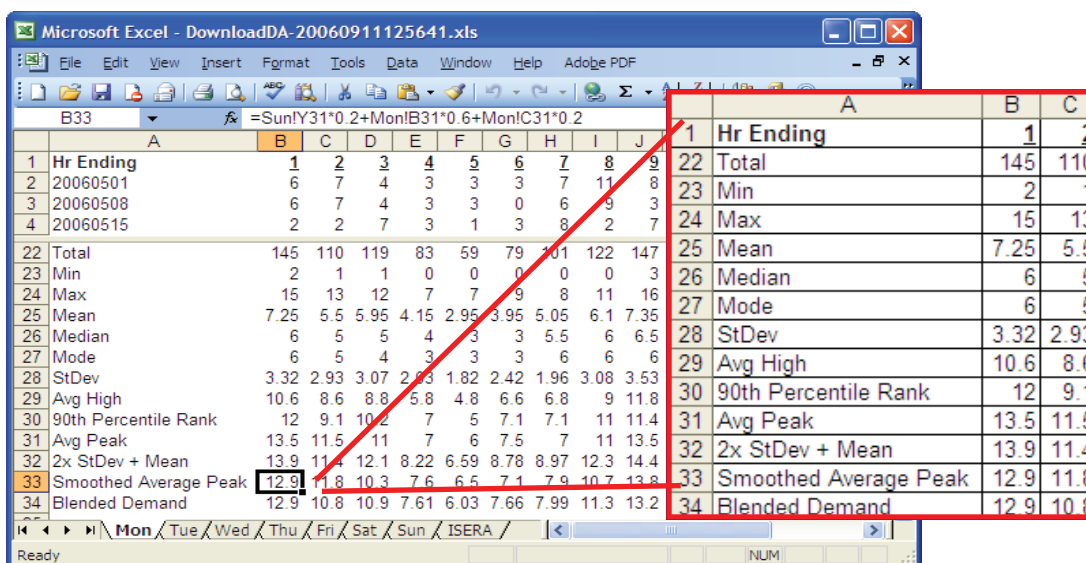 Microsoft Excel - DownloadDA-20060911125641.xls
File Edit View Insert Format Tools Data Window Help Adobe PDF
B33 fx =Sun!Y31*0.2+Mon!B31*0.6+Mon!C31*0.2
A B C D E F G H I J
1 Hr Ending 1 2 3 4 5 6 7 8 9
2 20060501 6 7 4 3 3 3 7 11 8
3 20060508 6 7 4 3 3 0 6 9 3
4 20060515 2 2 7 3 1 3 8 2 7
22 Total 145 110 119 83 59 79 101 122 147
23 Min 2 1 1 0 0 0 0 0 3
24 Max 15 13 12 7 7 9 8 11 16
25 Mean 7.25 5.5 5.95 4.15 2.95 3.95 5.05 6.1 7.35
26 Median 6 5 5 4 3 3 5.5 6 6.5
27 Mode 6 5 4 3 3 3 6 6 6
28 StDev 3.32 2.93 3.07 1.82 2.42 1.96 3.08 3.53
29 Avg High 10.6 8.6 8.8 5.8 4.8 6.6 6.8 9 11.8
30 90th Percentile Rank 12 9.1 10.2 7 5 7.1 7.1 11 11.4
31 Avg Peak 13.5 11.5 11 7 6 7.5 7 11 13.5
32 2x StDev + Mean 13.9 11.4 12.1 8.22 6.59 8.78 8.97 12.3 14.4
33 Smoothed Average Peak 12.9 11.8 10.3 7.6 6.5 7.1 7.9 10.7 13.8
34 Blended Demand 12.9 10.8 10.9 7.61 6.03 7.66 7.99 11.3 13.2
Mon Tue Wed Thu Fri Sat Sun ISERA
Ready NUM
A B C
1 Hr Ending 1 2
22 Total 145 110
23 Min 2
24 Max 15 13
25 Mean 7.25 5.5
26 Median 6 5
27 Mode 6 5
28 StDev 3.32 2.93
29 Avg High 10.6 8.6
30 90th Percentile Rank 12 9.1
31 Avg Peak 13.5 11.5
32 2x StDev + Mean 13.9 11.4
33 Smoothed Average Peak 12.9 11.8
34 Blended Demand 12.9 10.8